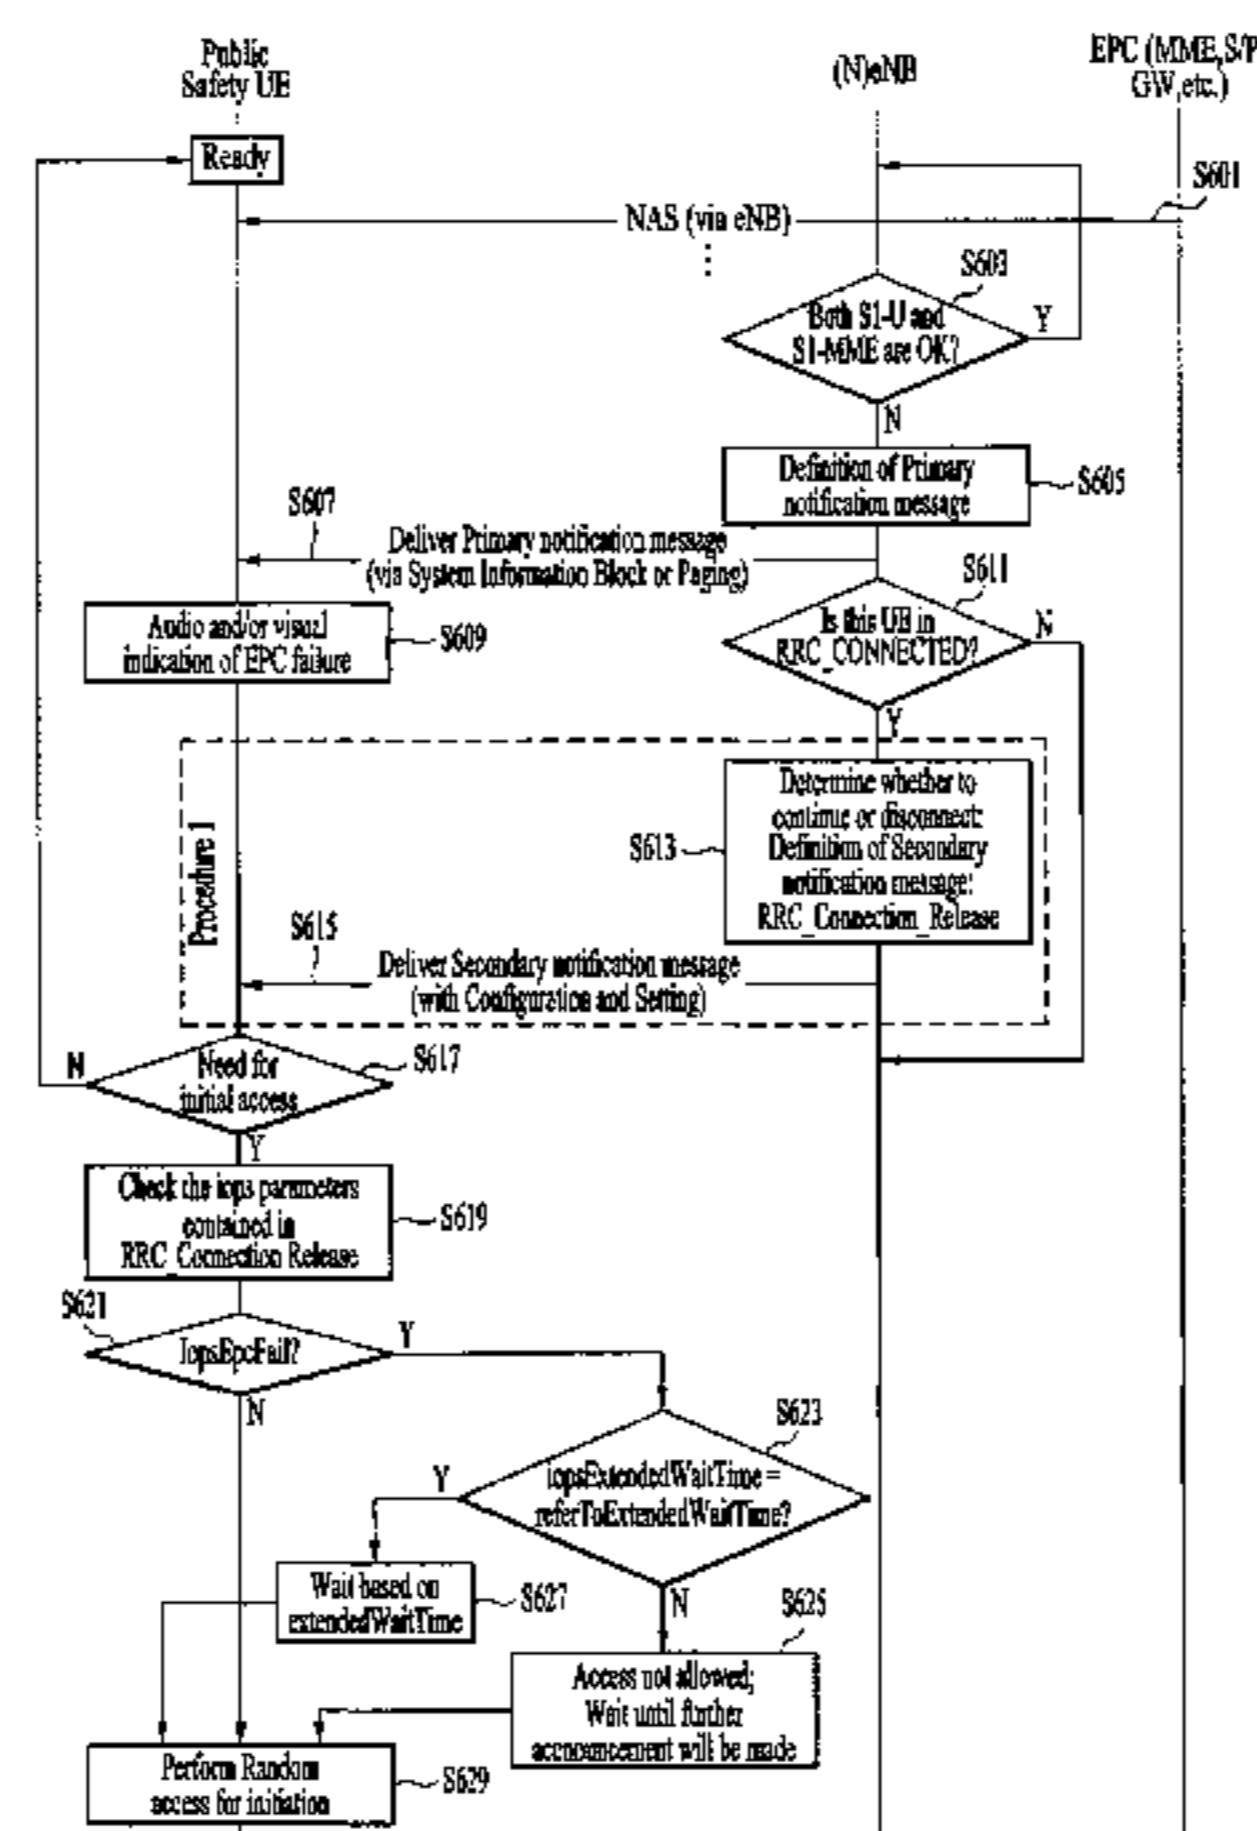 Public
Safety UE
(N)eNB
EPC (MME,S/P
GW,etc.)
Ready
S601
NAS (via eNB)
S603
Both S1-U and
S1-MME are OK?
Y
N
Definition of Primary
notification message
S605
S607
Deliver Primary notification message
(via System Information Block or Paging)
S611
Is this UE in
RRC_CONNECTED?
N
Audio and/or visual
indication of EPC failure
S609
Y
Procedure 1
Determine whether to
continue or disconnect:
Definition of Secondary
notification message:
RRC_Connection_Release
S613
S615
Deliver Secondary notification message
(with Configuration and Setting)
N
Need for
initial access
S617
Y
Check the iops parameters
contained in
RRC_Connection Release
S619
S621
IopsEpcFail?
Y
N
S623
iopsExtendedWaitTime =
referToExtendedWaitTime?
Y
Wait based on
extendedWaitTime
S627
N
S625
Access not allowed;
Wait until further
announcement will be made
Perform Random
access for initiation
S629